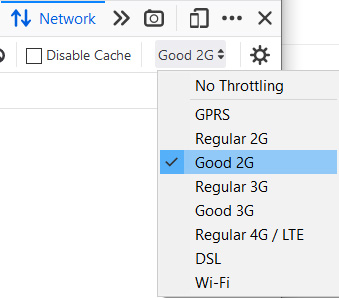 Network
Disable Cache Good 2G
No Throttling
GPRS
Regular 2G
Good 2G
Regular 3G
Good 3G
Regular 4G / LTE
DSL
Wi-Fi